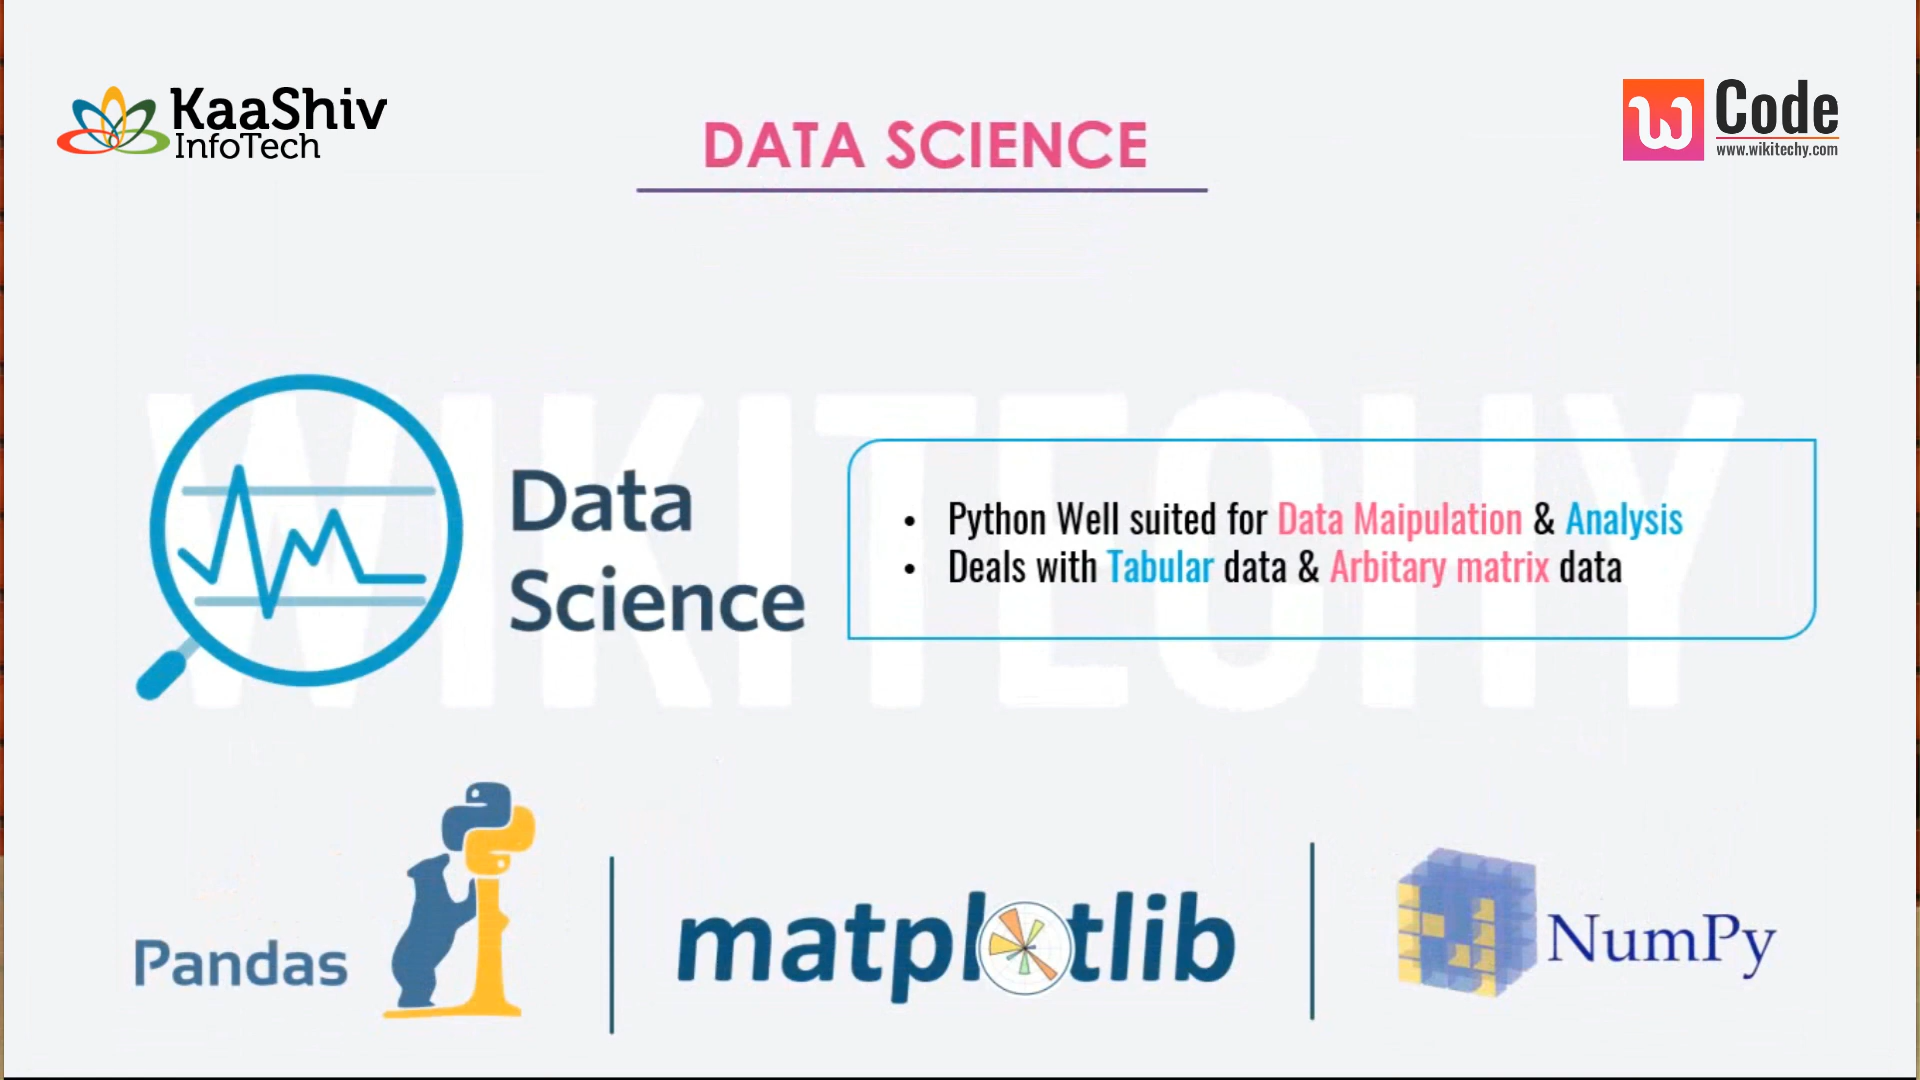 KaaShiv
InfoTech
DATA SCIENCE
W Code
www.wikitechy.com
WIKITECHY
Data
Science
• Python Well suited for Data Maipulation & Analysis
• Deals with Tabular data & Arbitary matrix data
Pandas
matplotlib
NumPy